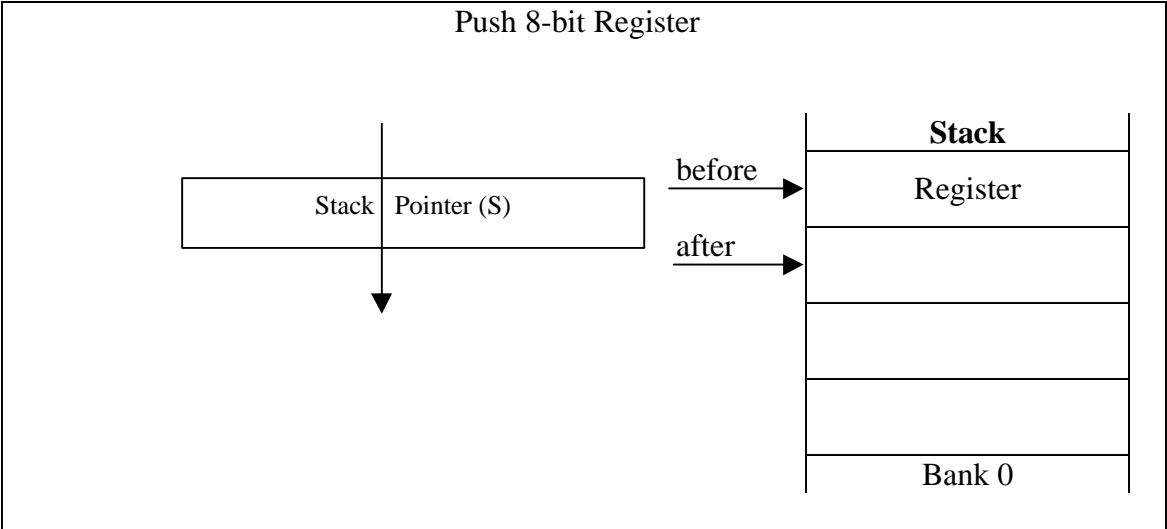 Push 8-bit Register
Stack
before
Register
Stack Pointer (S)
after
Bank 0